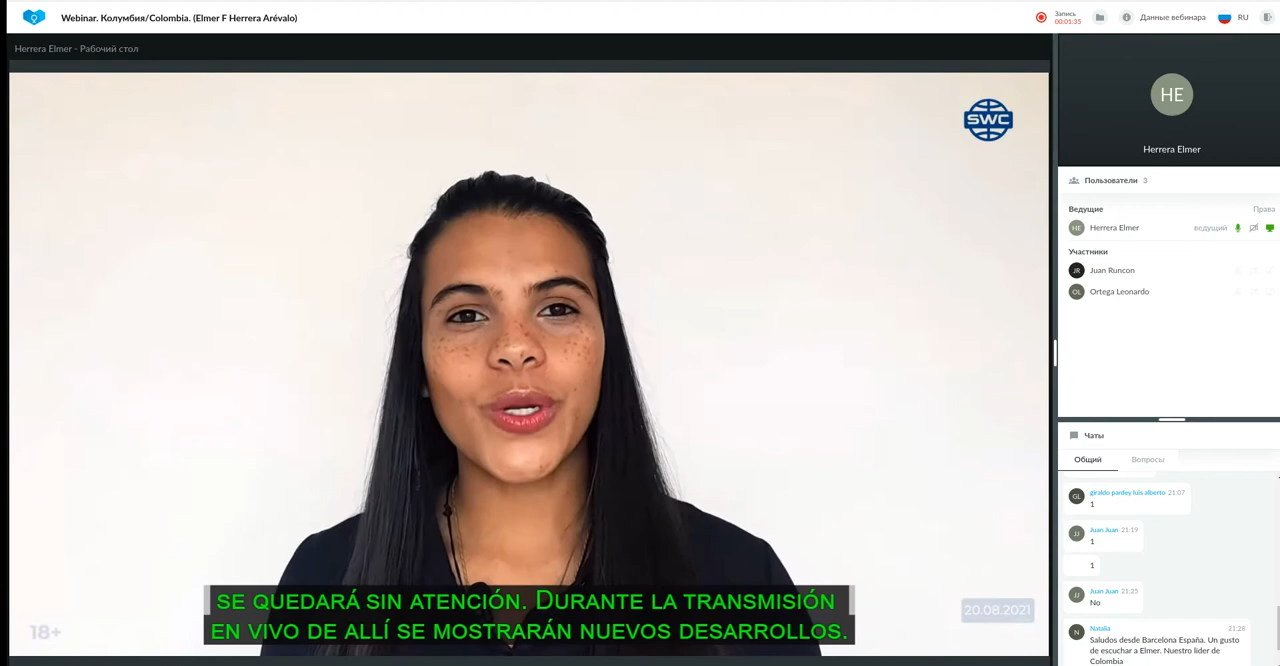 Webinar. Колумбия/Colombia. (Elmer F Herrera Arévalo)
Запись
00:01:35
Данные вебинара
RU
Herrera Elmer - Рабочий стол
SWC
SE QUEDARÁ SIN ATENCIÓN. DURANTE LA TRANSMISIÓN
EN VIVO DE ALLÍ SE MOSTRARÁN NUEVOS DESARROLLOS.
18+
20.08.2021
HE
Herrera Elmer
Пользователи 3
Ведущие Права
HE Herrera Elmer ведущий
Участники
JR Juan Runcon
OL Ortega Leonardo
Чаты
Общий Вопросы
GL giraldo pardey luis alberto 21:07
1
JJ Juan Juan 21:19
1
1
JJ Juan Juan 21:25
No
N Natalia 21:28
Saludos desde Barcelona España. Un gusto
de escuchar a Elmer. Nuestro líder de
Colombia